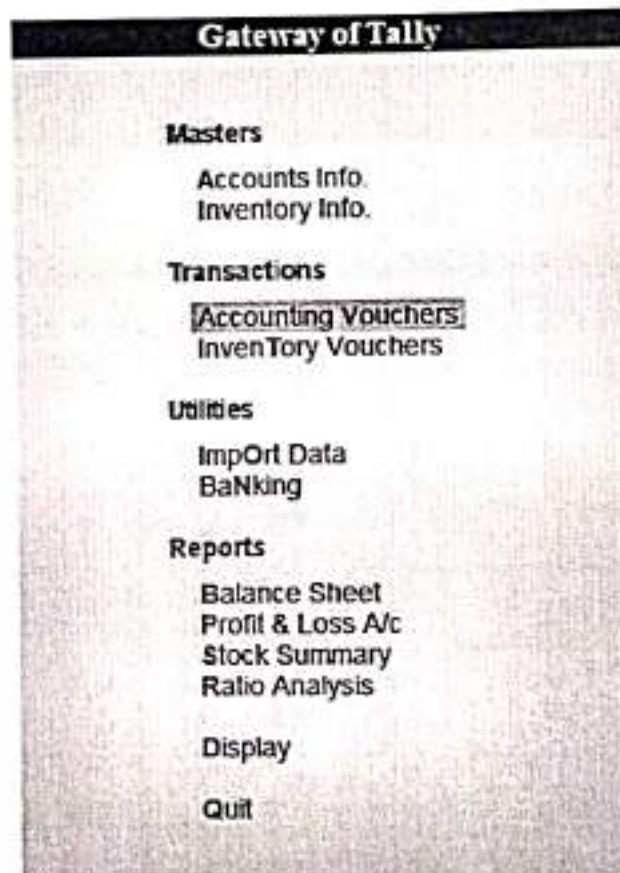 Gateway of Tally
Masters
Accounts Info.
Inventory Info.
Transactions
Accounting Vouchers
InvenTory Vouchers
Utilities
ImpOrt Data
BaNking
Reports
Balance Sheet
Profit & Loss A/c
Stock Summary
Ratio Analysis
Display
Quit